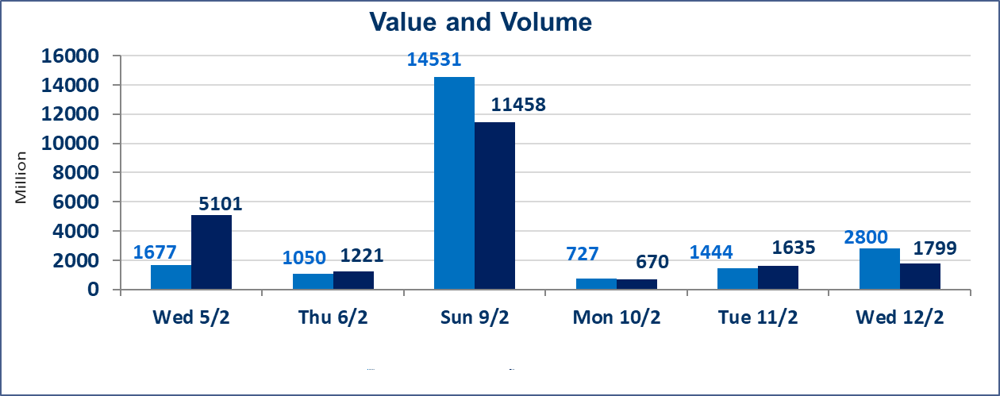 Value and Volume
16000
14000
12000
10000
8000
6000
4000
2000
0
Million
1677
5101
1050
1221
14531
11458
727
670
1444
1635
2800
1799
Wed 5/2
Thu 6/2
Sun 9/2
Mon 10/2
Tue 11/2
Wed 12/2